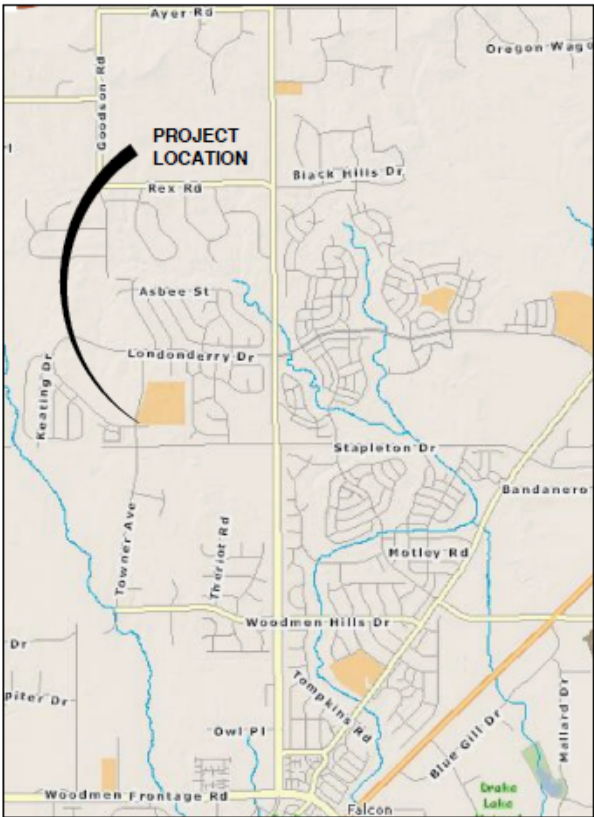 Ayer Rd
Oregon Wago
Goodson Rd
PROJECT
LOCATION
Black Hills Dr
Rex Rd
Asbee St
Londonderry Dr
Keating Dr
Stapleton Dr
Bandanero
Towner Ave
Theriot Rd
Motley Rd
Woodmen Hills Dr
Dr
piter Dr
Tompkins Rd
Mallard Dr
Owl Pl
Blue Gill Dr
Drake
Lake
Woodmen Frontage Rd
Falcon